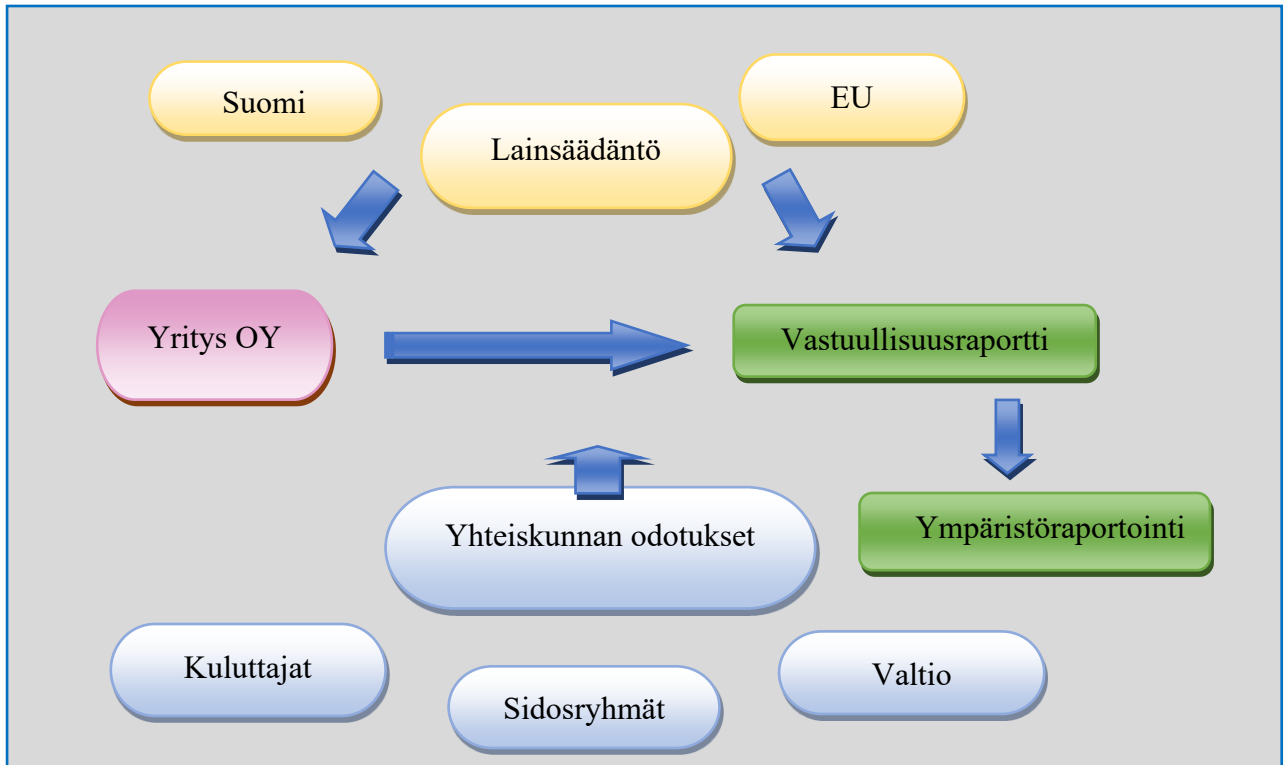 Suomi
EU
Lainsäädäntö
Yritys OY
Vastuullisuusraportti
Yhteiskunnan odotukset
Ympäristöraportointi
Kuluttajat
Sidosryhmät
Valtio